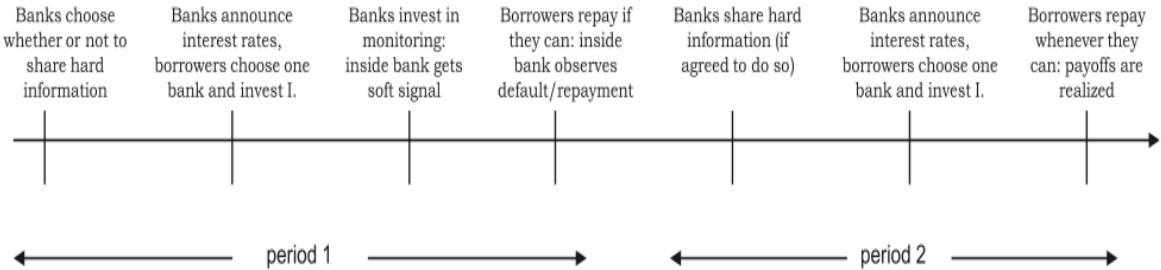 Banks choose
whether or not to
share hard
information
Banks announce
interest rates,
borrowers choose one
bank and invest I.
Banks invest in
monitoring:
inside bank gets
soft signal
Borrowers repay if
they can: inside
bank observes
default/repayment
Banks share hard
information (if
agreed to do so)
Banks announce
interest rates,
borrowers choose one
bank and invest I.
Borrowers repay
whenever they
can: payoffs are
realized
period 1
period 2